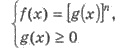 {f(x) = [g(x)]ⁿ,
g(x) ≥ 0